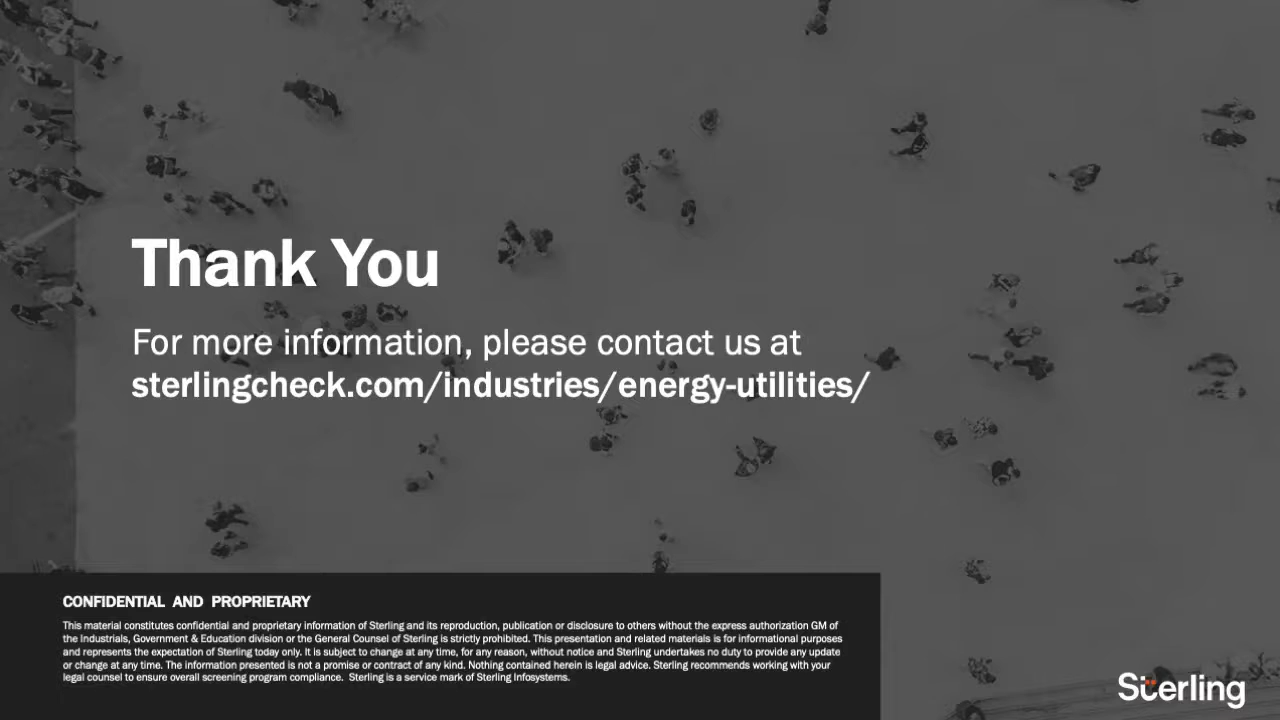 Thank You
For more information, please contact us at
sterlingcheck.com/industries/energy-utilities/
CONFIDENTIAL AND PROPRIETARY
This material constitutes confidential and proprietary information of Sterling and its reproduction, publication or disclosure to others without the express authorization GM of
the Industrials, Government & Education division or the General Counsel of Sterling is strictly prohibited. This presentation and related materials is for informational purposes
and represents the expectation of Sterling today only. It is subject to change at any time, for any reason, without notice and Sterling undertakes no duty to provide any update
or change at any time. The information presented is not a promise or contract of any kind. Nothing contained herein is legal advice. Sterling recommends working with your
legal counsel to ensure overall screening program compliance. Sterling is a service mark of Sterling Infosystems.
Sterling